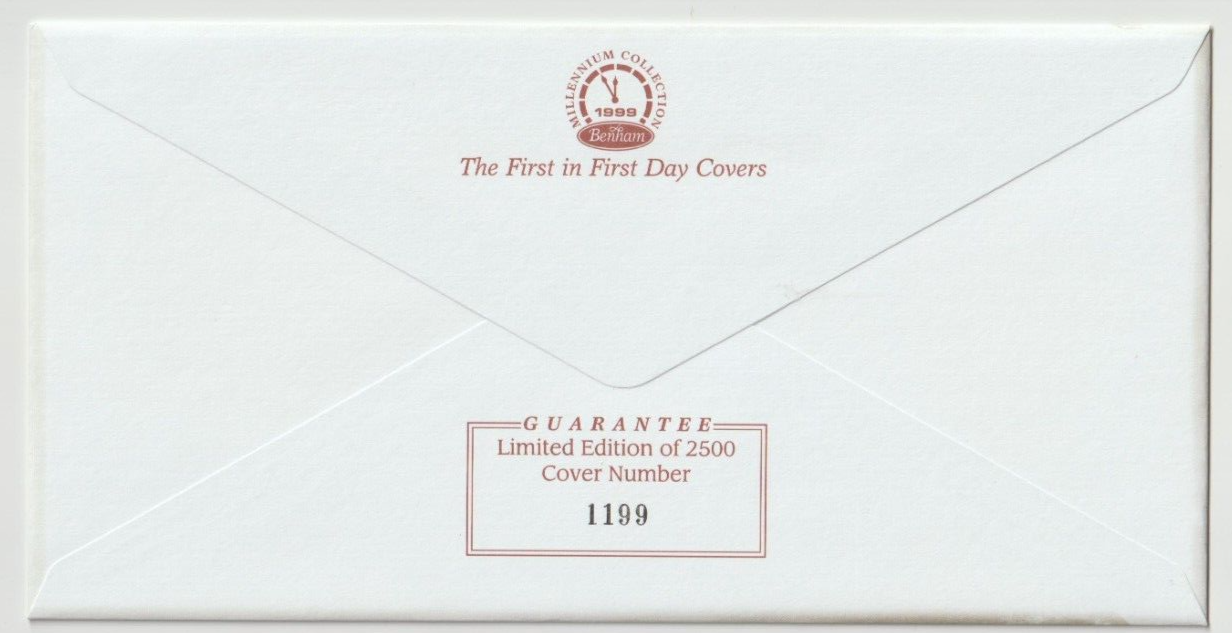 MILLENNIUM COLLECTION
1999
Benham
The First in First Day Covers
GUARANTEE
Limited Edition of 2500
Cover Number
1199